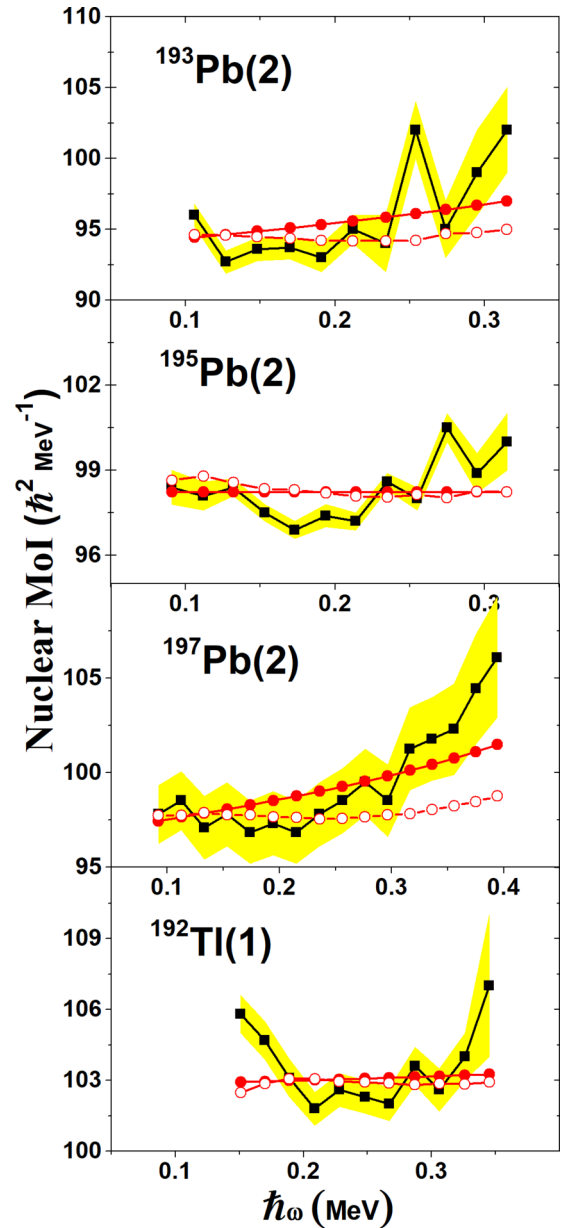 110
105
100
95
90
¹⁹³Pb(2)
0.1 0.2 0.3
102
99
96
¹⁹⁵Pb(2)
0.1 0.2 0.3
105
100
95
¹⁹⁷Pb(2)
0.1 0.2 0.3 0.4
109
106
103
100
¹⁹²Tl(1)
0.1 0.2 0.3
Nuclear MoI (ℏ² MeV⁻¹)
ℏω (MeV)